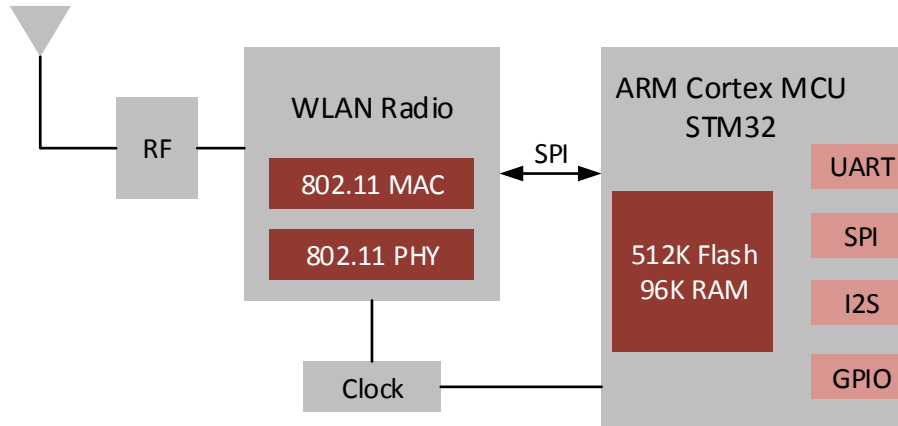 RF
WLAN Radio
802.11 MAC
802.11 PHY
SPI
Clock
ARM Cortex MCU
STM32
512K Flash
96K RAM
UART
SPI
I2S
GPIO